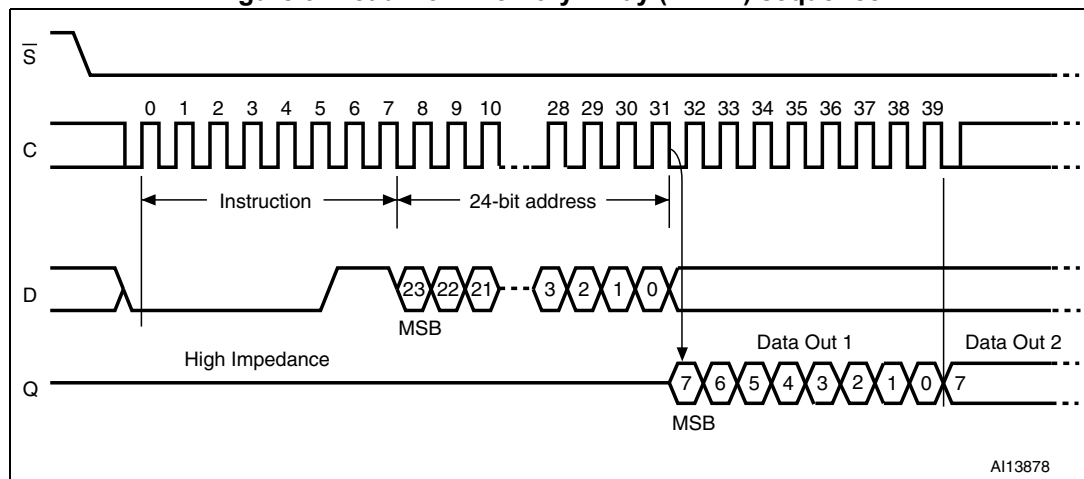 S̅
0 1 2 3 4 5 6 7 8 9 10 28 29 30 31 32 33 34 35 36 37 38 39
C
Instruction 24-bit address
D
23 22 21 3 2 1 0
MSB
High Impedance
Data Out 1 Data Out 2
Q
7 6 5 4 3 2 1 0 7
MSB
AI13878